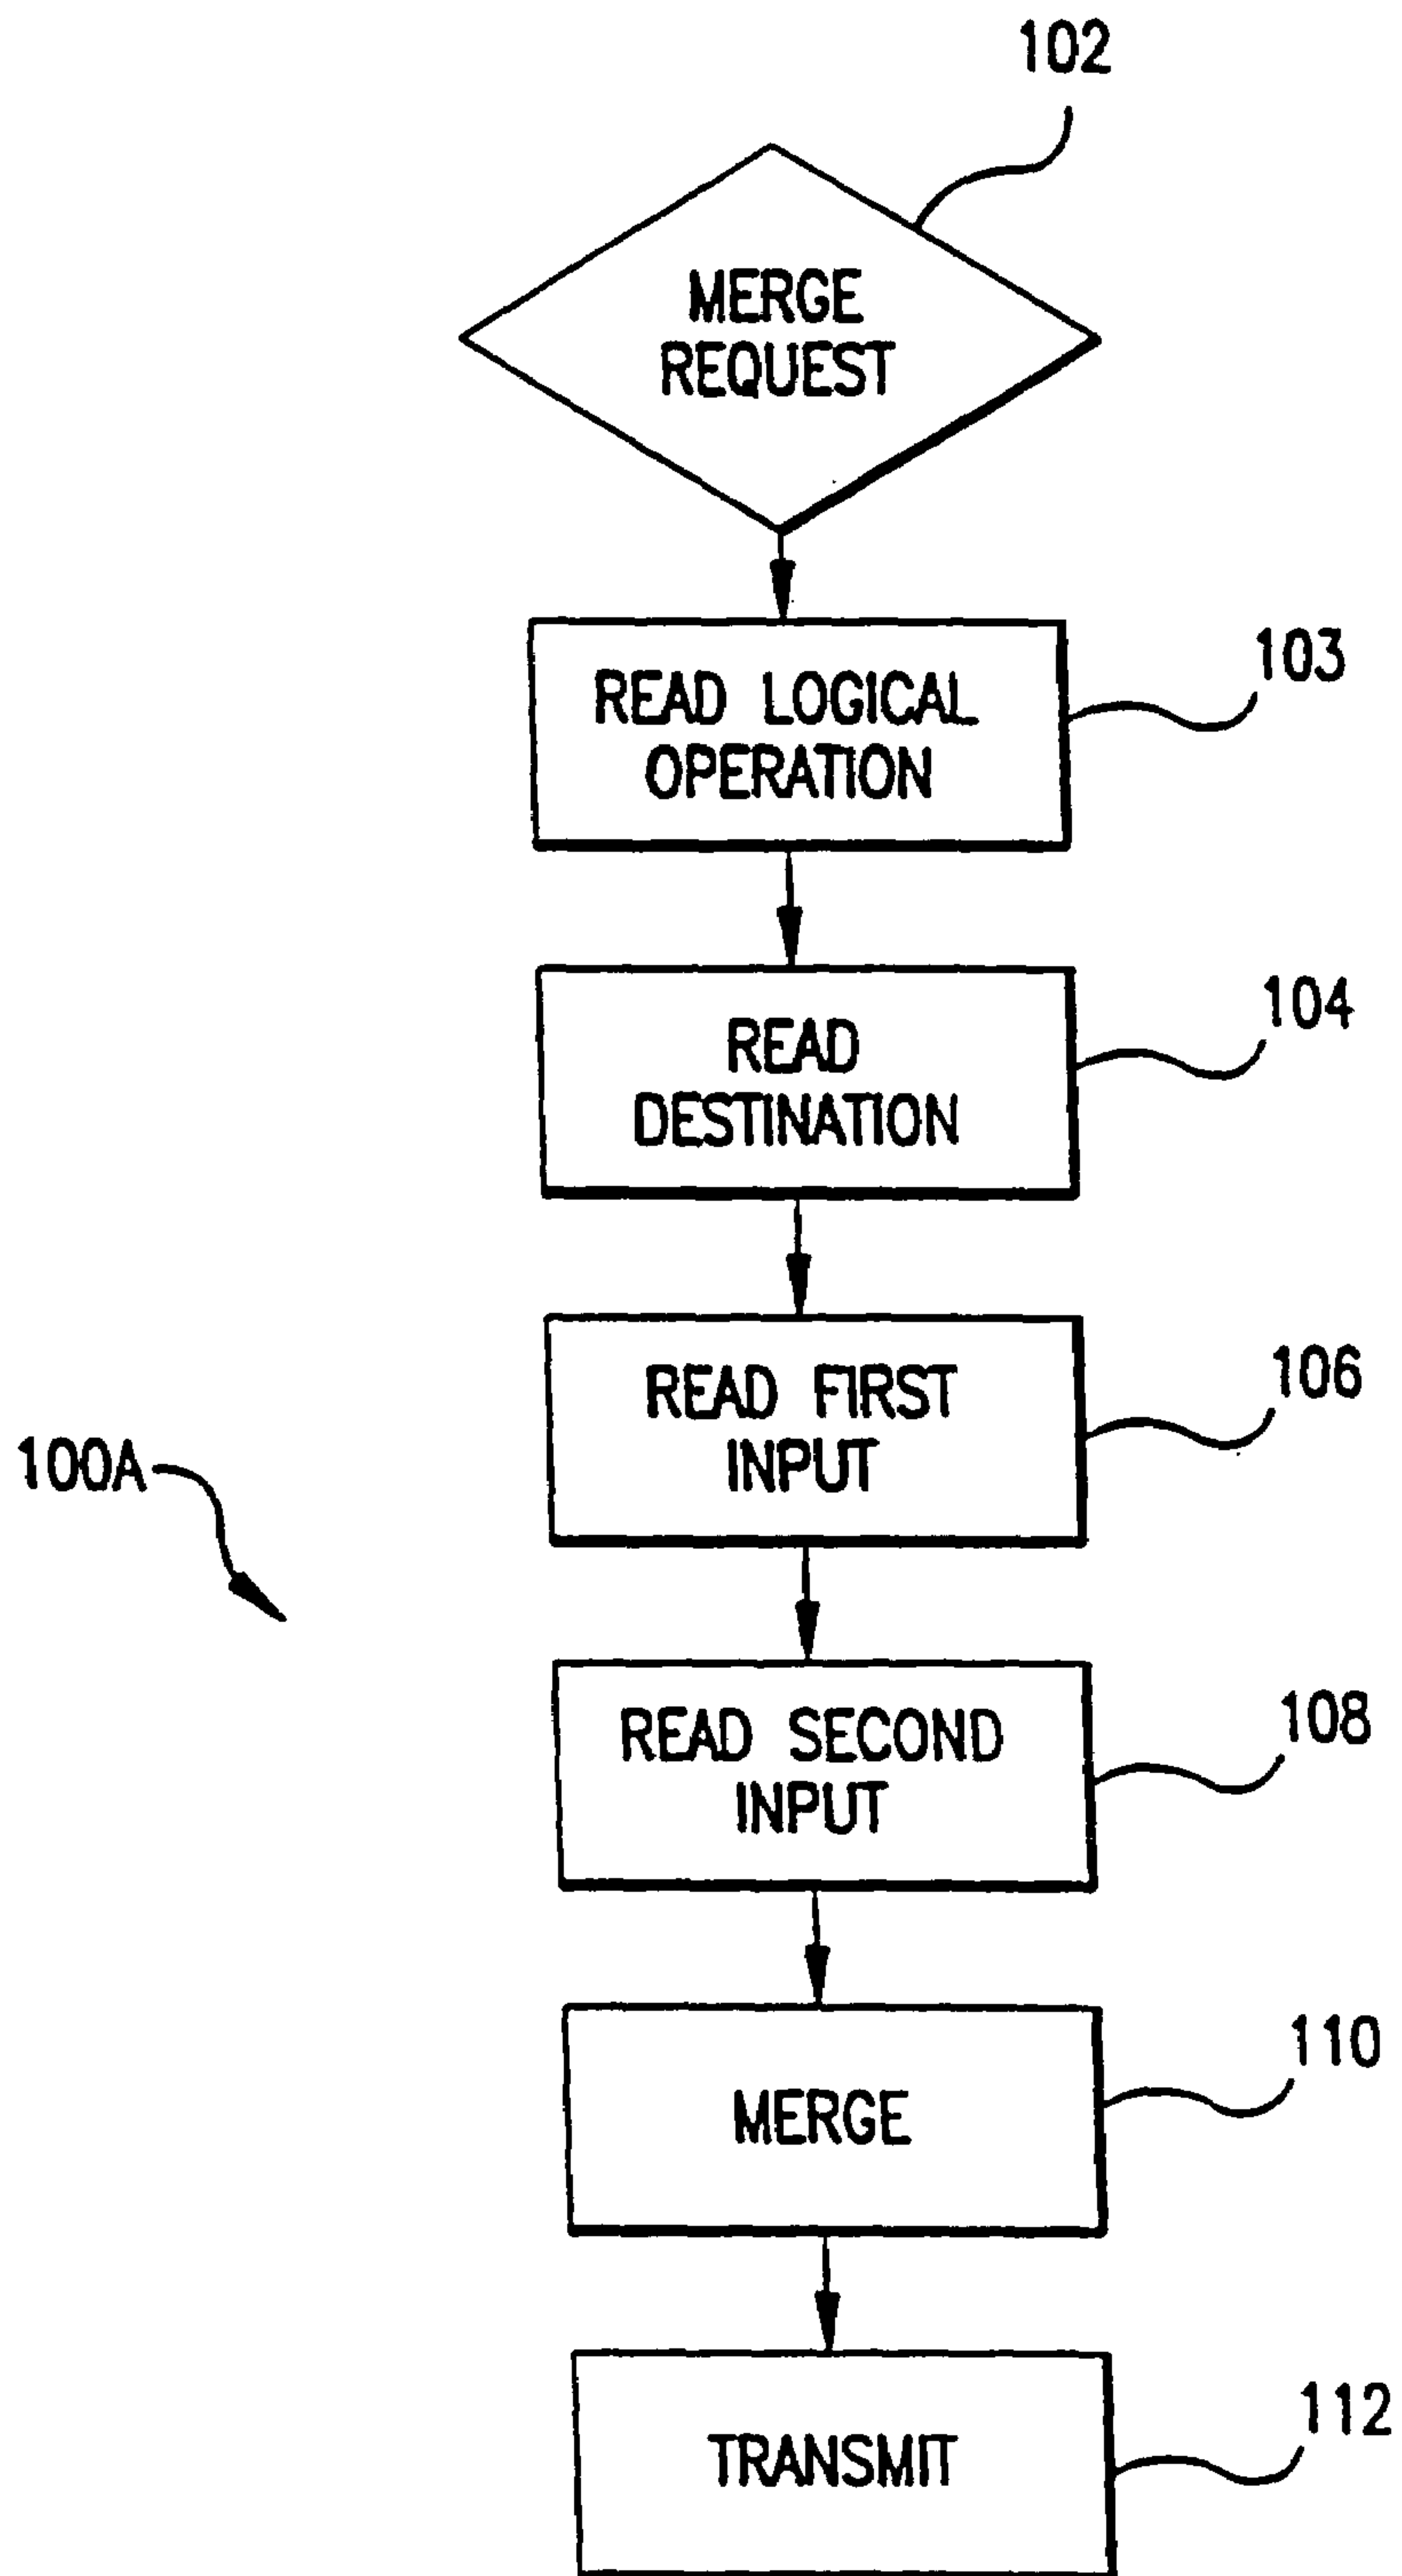 102
MERGE
REQUEST
READ LOGICAL
OPERATION
103
READ
DESTINATION
104
READ FIRST
INPUT
106
100A
READ SECOND
INPUT
108
MERGE
110
TRANSMIT
112